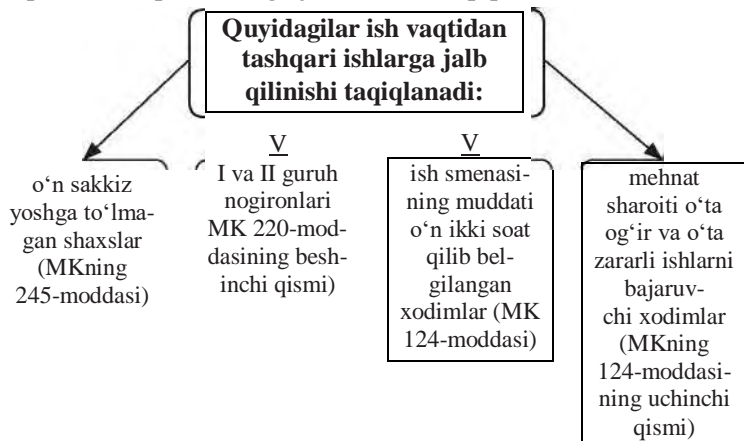 Quyidagilar ish vaqtidan
tashqari ishlarga jalb
qilinishi taqiqlanadi:
o‘n sakkiz
yoshga to‘lma-
gan shaxslar
(MKning
245-moddasi)
V
I va II guruh
nogironlari
MK 220-mod-
dasining besh-
inchi qismi)
V
ish smenasi-
ning muddati
o‘n ikki soat
qilib bel-
gilangan
xodimlar (MK
124-moddasi)
mehnat
sharoiti o‘ta
og‘ir va o‘ta
zararli ishlarni
bajaruv-
chi xodimlar
(MKning
124-moddasi-
ning uchinchi
qismi)